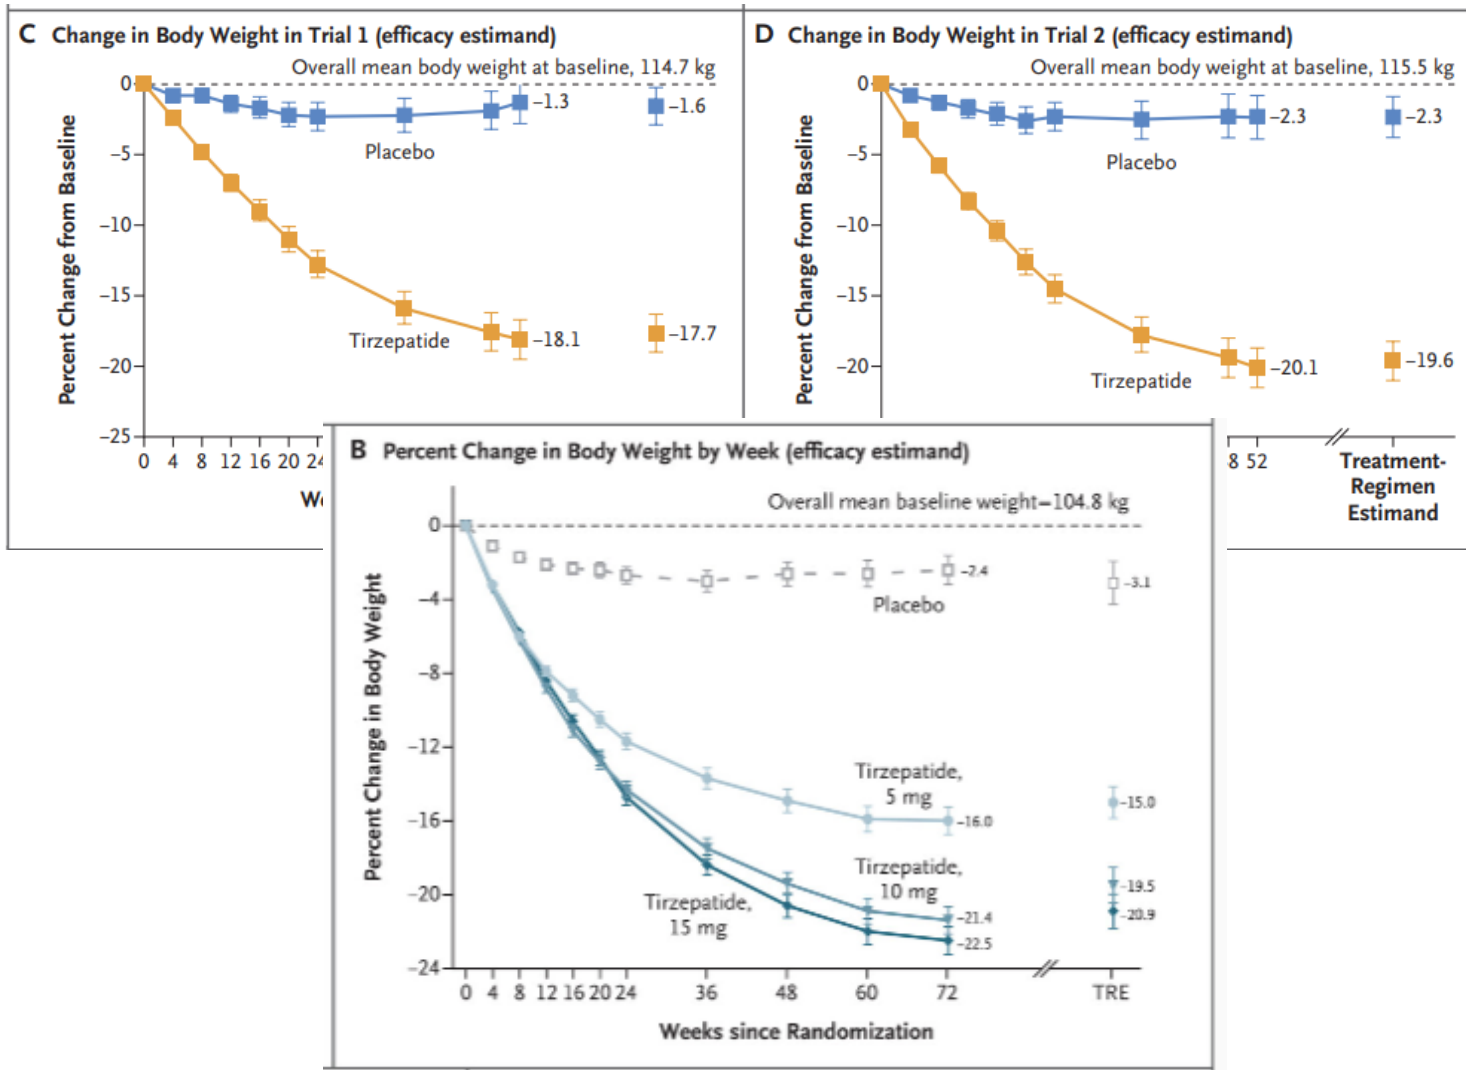 C Change in Body Weight in Trial 1 (efficacy estimand)
Overall mean body weight at baseline, 114.7 kg
Percent Change from Baseline
0
−5
−10
−15
−20
−25
−1.3
−1.6
Placebo
Tirzepatide
−18.1
−17.7
0 4 8 12 16 20 24
D Change in Body Weight in Trial 2 (efficacy estimand)
Overall mean body weight at baseline, 115.5 kg
Percent Change from Baseline
0
−5
−10
−15
−20
−2.3
−2.3
Placebo
Tirzepatide
−20.1
−19.6
8 52
Treatment-
Regimen
Estimand
B Percent Change in Body Weight by Week (efficacy estimand)
Overall mean baseline weight−104.8 kg
Percent Change in Body Weight
0
−4
−8
−12
−16
−20
−24
−2.4
−3.1
Placebo
Tirzepatide,
5 mg
−16.0
−15.0
Tirzepatide,
10 mg
−21.4
−19.5
Tirzepatide,
15 mg
−22.5
−20.9
0 4 8 12 16 20 24 36 48 60 72 TRE
Weeks since Randomization